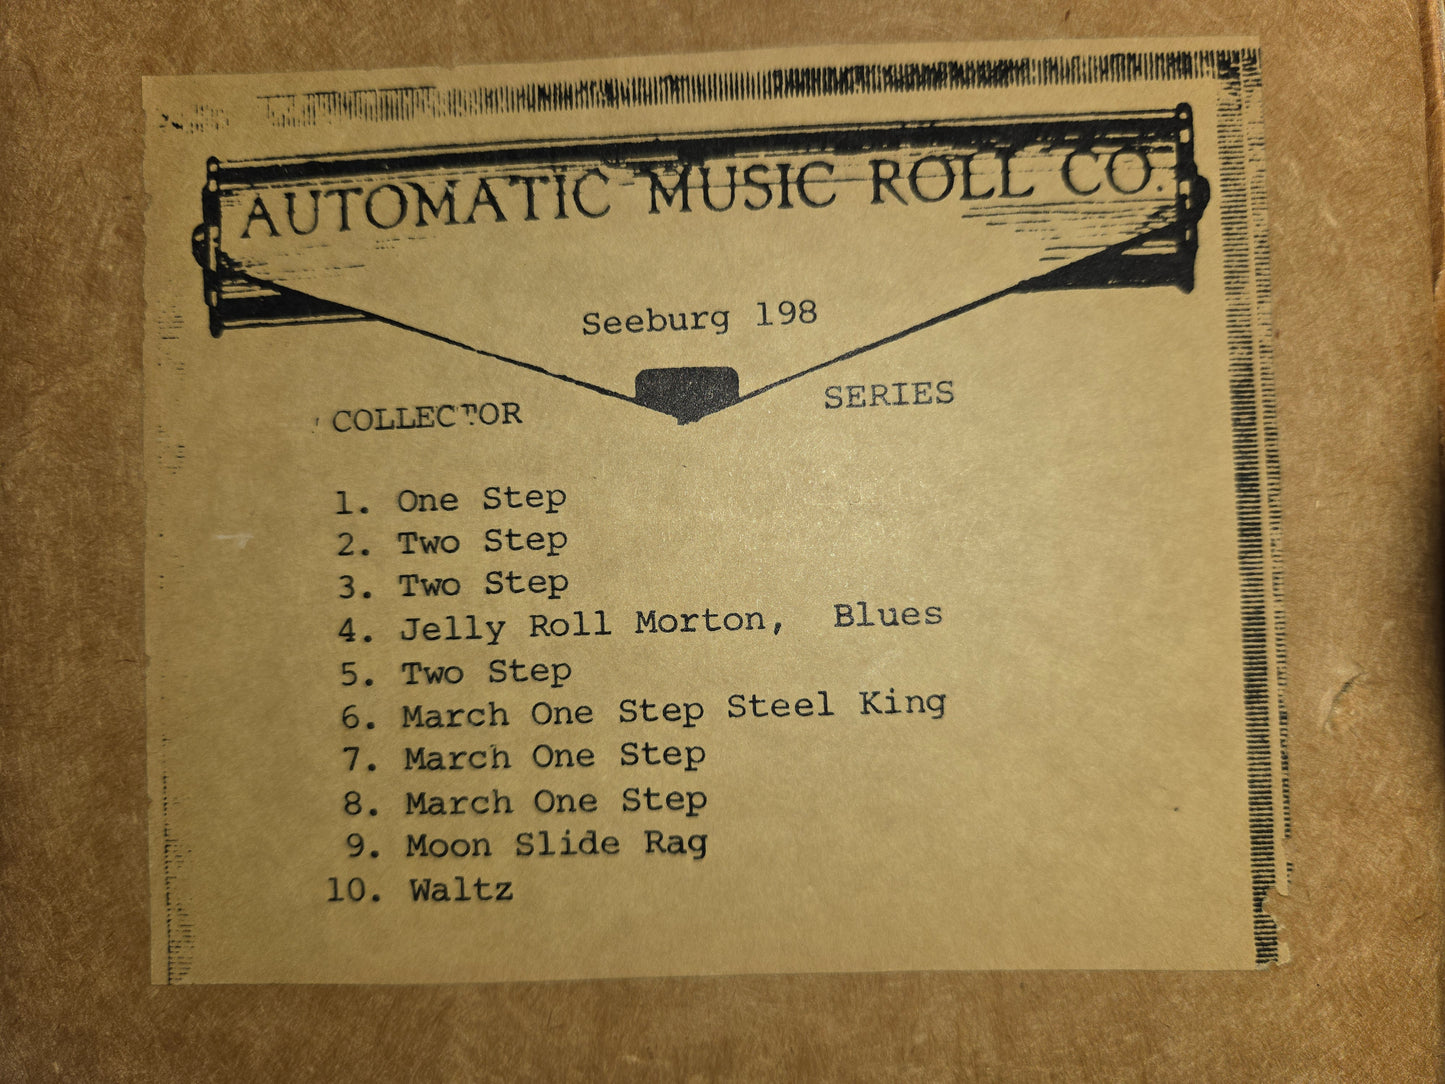 AUTOMATIC MUSIC ROLL CO.
Seeburg 198
COLLECTOR SERIES
1. One Step
2. Two Step
3. Two Step
4. Jelly Roll Morton, Blues
5. Two Step
6. March One Step Steel King
7. March One Step
8. March One Step
9. Moon Slide Rag
10. Waltz